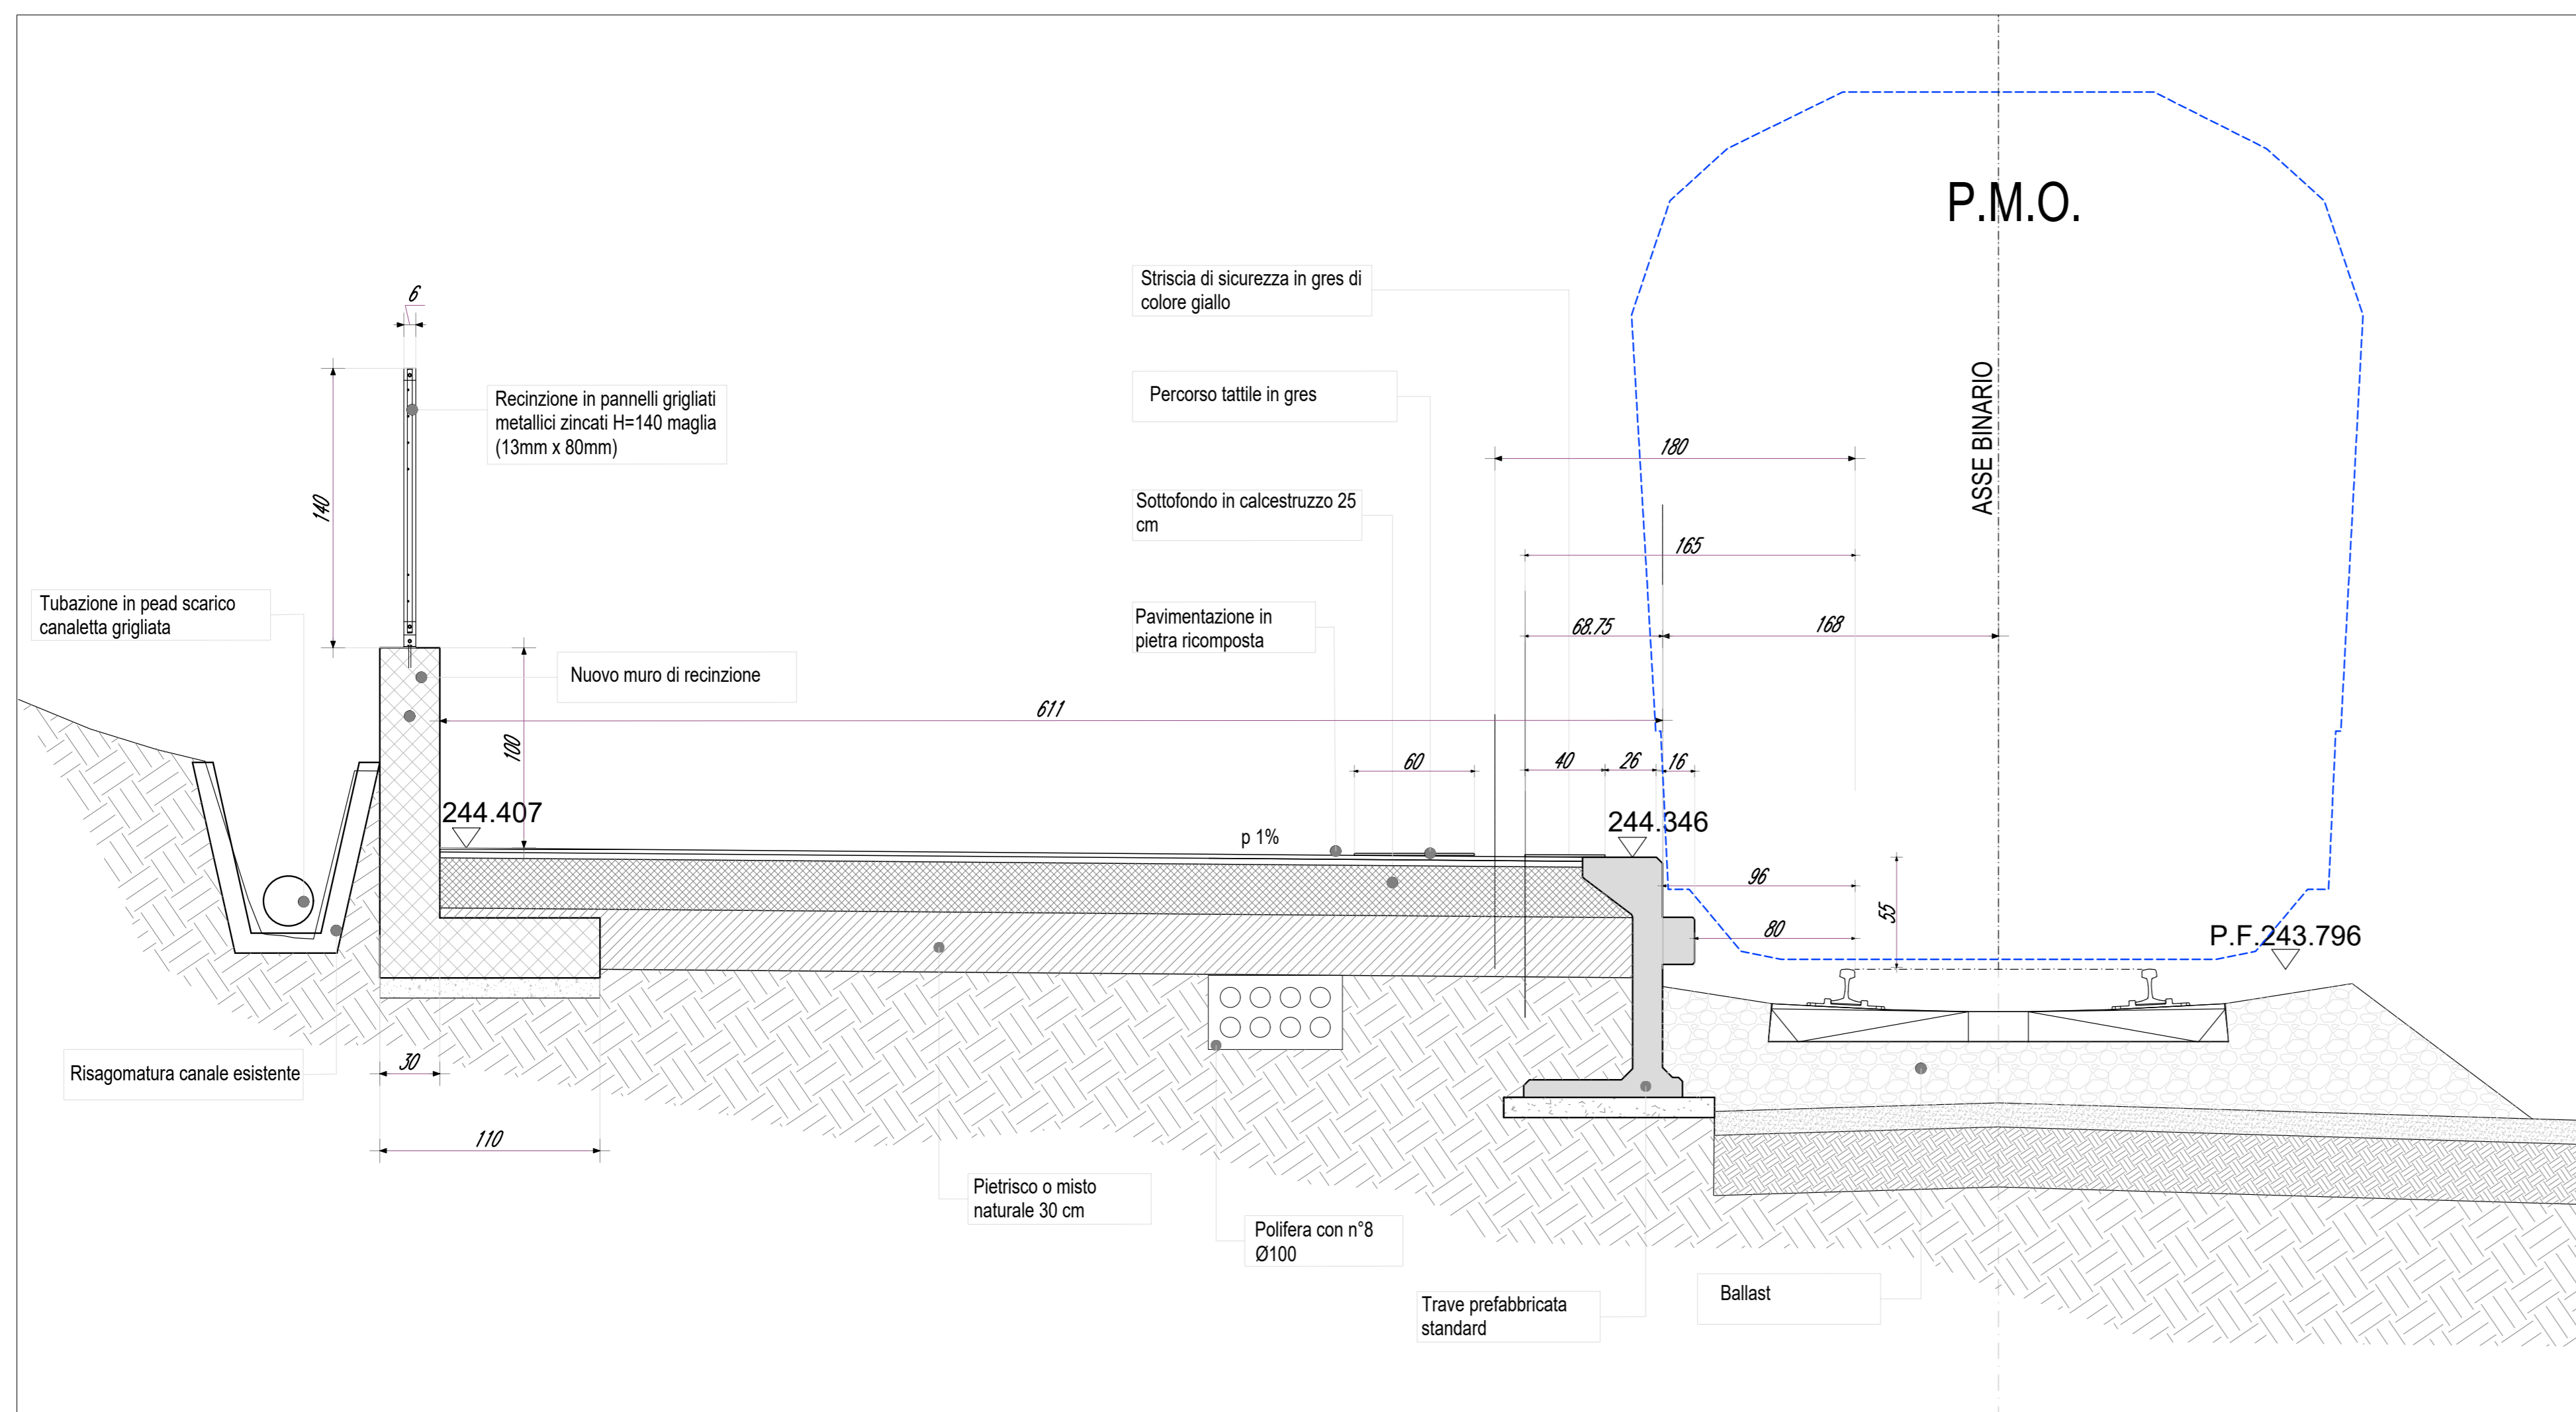 P.M.O.
ASSE BINARIO
Striscia di sicurezza in gres di
colore giallo
6
Recinzione in pannelli grigliati
metallici zincati H=140 maglia
(13mm x 80mm)
Percorso tattile in gres
180
140
Sottofondo in calcestruzzo 25
cm
165
Tubazione in pead scarico
canaletta grigliata
Pavimentazione in
pietra ricomposta
68.75
168
Nuovo muro di recinzione
611
100
60
40
26
16
244.407
244.346
p 1%
96
55
80
P.F.243.796
Risagomatura canale esistente
30
110
Pietrisco o misto
naturale 30 cm
Polifera con n°8
Ø100
Trave prefabbricata
standard
Ballast